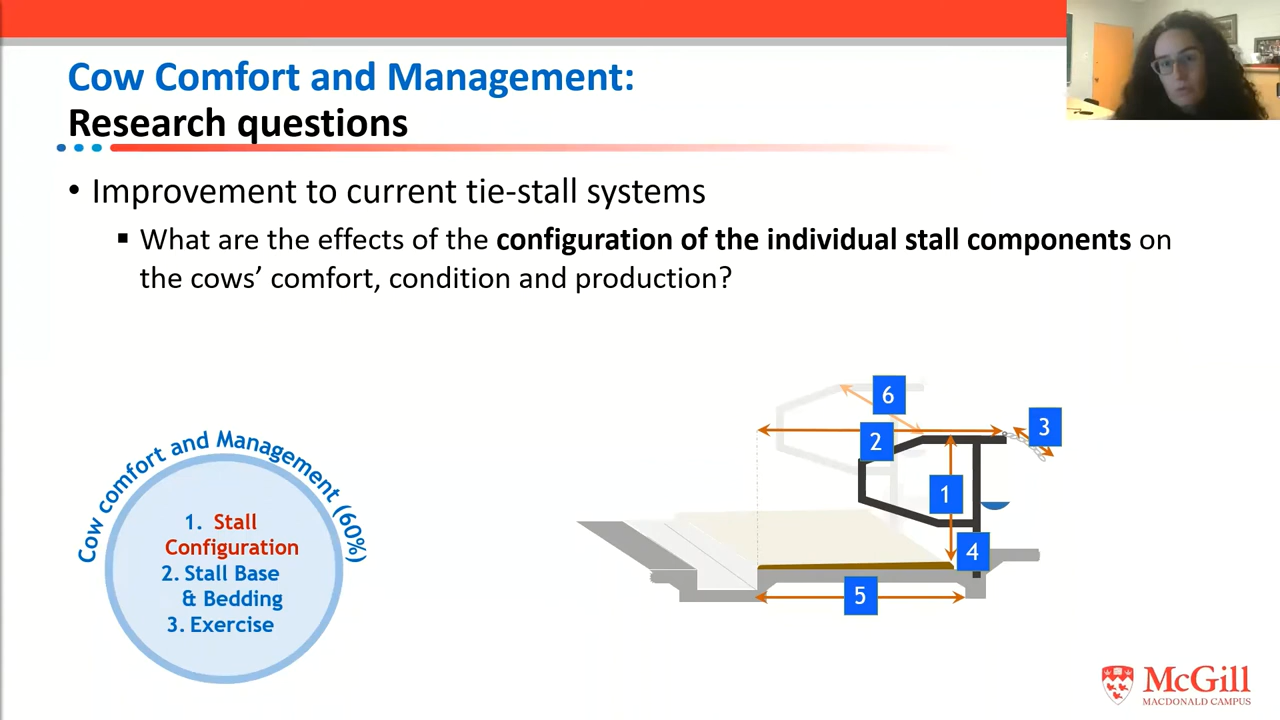 Cow Comfort and Management:
Research questions
• Improvement to current tie-stall systems
▪ What are the effects of the configuration of the individual stall components on
the cows’ comfort, condition and production?
Cow comfort and Management (60%)
1. Stall
Configuration
2. Stall Base
& Bedding
3. Exercise
6
3
2
1
4
5
McGill
MACDONALD CAMPUS